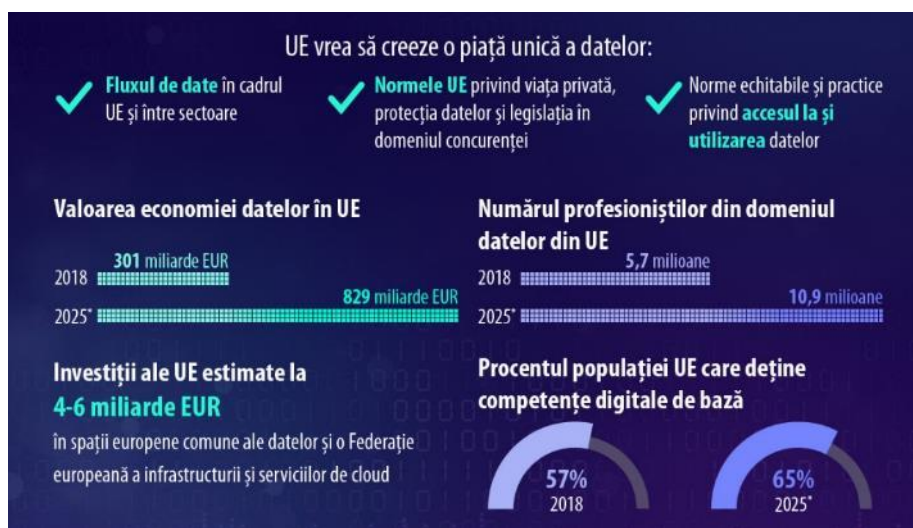 UE vrea să creeze o piață unică a datelor:
Fluxul de date în cadrul
UE și între sectoare
Normele UE privind viața privată,
protecția datelor și legislația în
domeniul concurenței
Norme echitabile și practice
privind accesul la și
utilizarea datelor
Valoarea economiei datelor în UE
301 miliarde EUR
2018
829 miliarde EUR
2025*
Numărul profesioniștilor din domeniul
datelor din UE
5,7 milioane
2018
10,9 milioane
2025*
Investiții ale UE estimate la
4-6 miliarde EUR
în spații europene comune ale datelor și o Federație
europeană a infrastructurii și serviciilor de cloud
Procentul populației UE care deține
competențe digitale de bază
57%
2018
65%
2025*